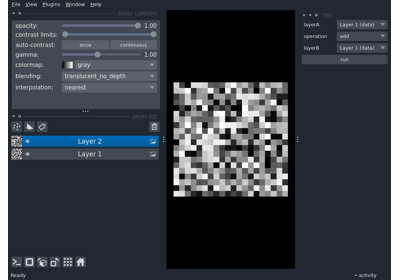 File View Plugins Window Help
layer controls
opacity: 1.00
contrast limits:
auto-contrast: once continuous
gamma: 1.00
colormap: gray
blending: translucent_no_depth
interpolation: nearest
layer list
Layer 2
Layer 1
layerA Layer 1 (data)
operation add
layerB Layer 1 (data)
run
Ready
activity